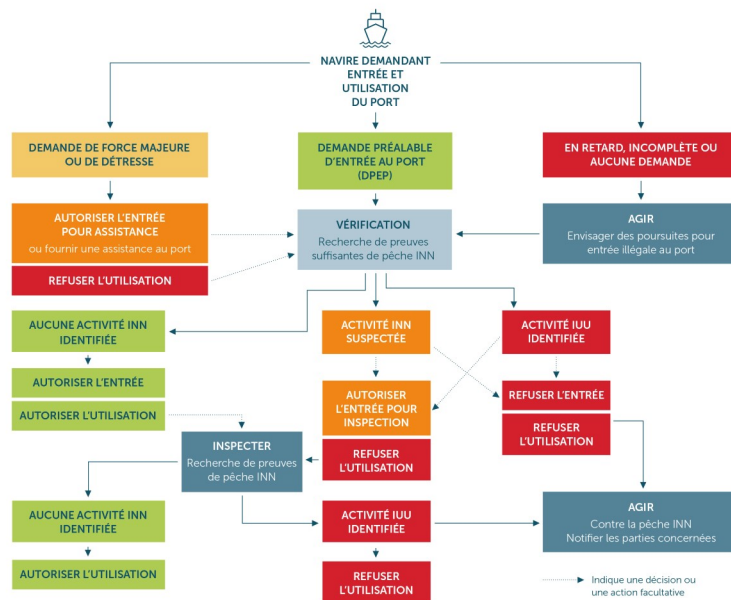 NAVIRE DEMANDANT
ENTRÉE ET
UTILISATION
DU PORT
DEMANDE DE FORCE MAJEURE
OU DE DÉTRESSE
DEMANDE PRÉALABLE
D'ENTRÉE AU PORT
(DPEP)
EN RETARD, INCOMPLÈTE OU
AUCUNE DEMANDE
AUTORISER L'ENTRÉE
POUR ASSISTANCE
ou fournir une assistance au port
REFUSER L'UTILISATION
VÉRIFICATION
Recherche de preuves
suffisantes de pêche INN
AGIR
Envisager des poursuites pour
entrée illégale au port
AUCUNE ACTIVITÉ INN
IDENTIFIÉE
AUTORISER L'ENTRÉE
AUTORISER L'UTILISATION
ACTIVITÉ INN
SUSPECTÉE
AUTORISER
L'ENTRÉE POUR
INSPECTION
REFUSER
L'UTILISATION
ACTIVITÉ IUU
IDENTIFIÉE
REFUSER L'ENTRÉE
REFUSER
L'UTILISATION
INSPECTER
Recherche de preuves
de pêche INN
AUCUNE ACTIVITÉ INN
IDENTIFIÉE
AUTORISER L'UTILISATION
ACTIVITÉ IUU
IDENTIFIÉE
REFUSER
L'UTILISATION
AGIR
Contre la pêche INN
Notifier les parties concernées
Indique une décision ou
une action facultative